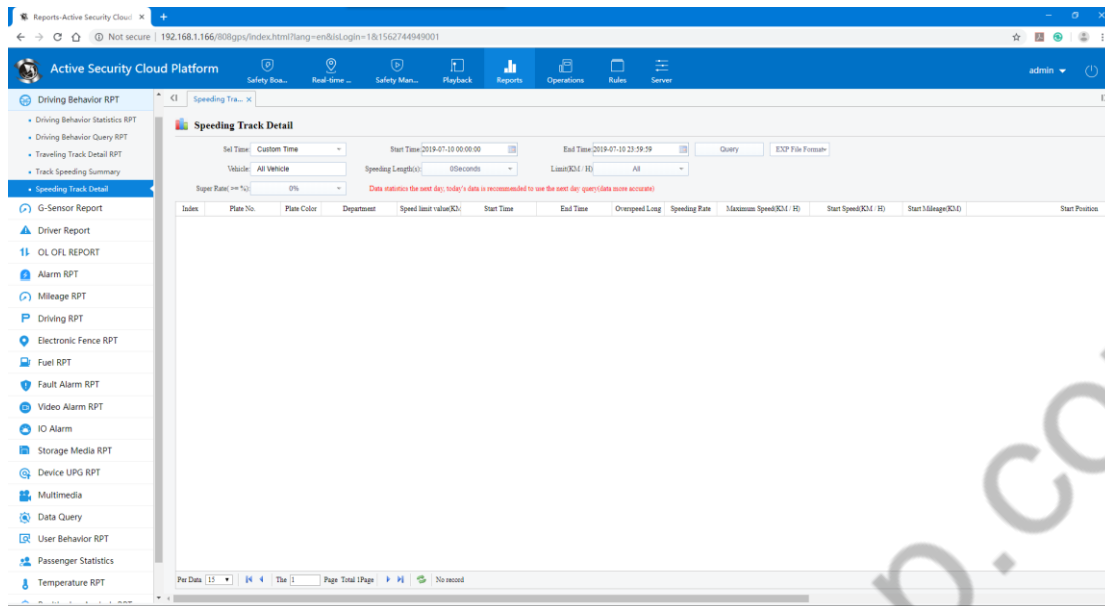 Reports-Active Security Cloud
Not secure | 192.168.1.166/808gps/index.html?lang=en&isLogin=1&1562744949001
Active Security Cloud Platform
Safety Boa...
Real-time ...
Safety Man...
Playback
Reports
Operations
Rules
Server
admin
Driving Behavior RPT
Driving Behavior Statistics RPT
Driving Behavior Query RPT
Traveling Track Detail RPT
Track Speeding Summary
Speeding Track Detail
G-Sensor Report
Driver Report
OL OFL REPORT
Alarm RPT
Mileage RPT
Driving RPT
Electronic Fence RPT
Fuel RPT
Fault Alarm RPT
Video Alarm RPT
IO Alarm
Storage Media RPT
Device UPG RPT
Multimedia
Data Query
User Behavior RPT
Passenger Statistics
Temperature RPT
Speeding Tra...
Speeding Track Detail
Sel Time: Custom Time Start Time: 2019-07-10 00:00:00 End Time: 2019-07-10 23:59:59 Query EXP File Format
Vehicle: All Vehicle Speeding Length(s): 0Seconds Limit(KM / H) All
Super Rate( >= %): 0% Data statistics the next day, today's data is recommended to use the next day query(data more accurate)
Index Plate No. Plate Color Department Speed limit value(KM Start Time End Time Overspeed Long Speeding Rate Maximum Speed(KM / H) Start Speed(KM / H) Start Mileage(KM) Start Position
Per Data 15 The 1 Page Total 1Page No record